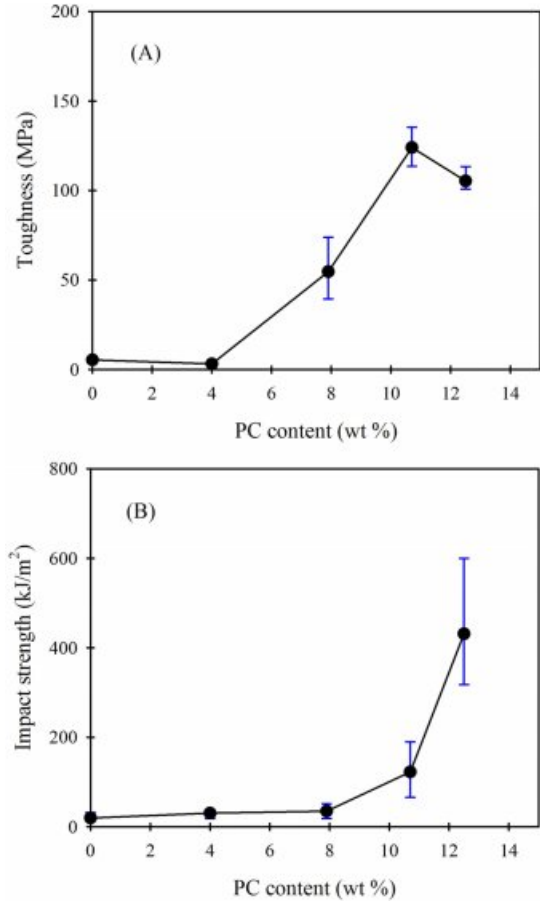 200
(A)
150
Toughness (MPa)
100
50
0
0 2 4 6 8 10 12 14
PC content (wt %)
800
(B)
600
Impact strength (kJ/m²)
400
200
0
0 2 4 6 8 10 12 14
PC content (wt %)